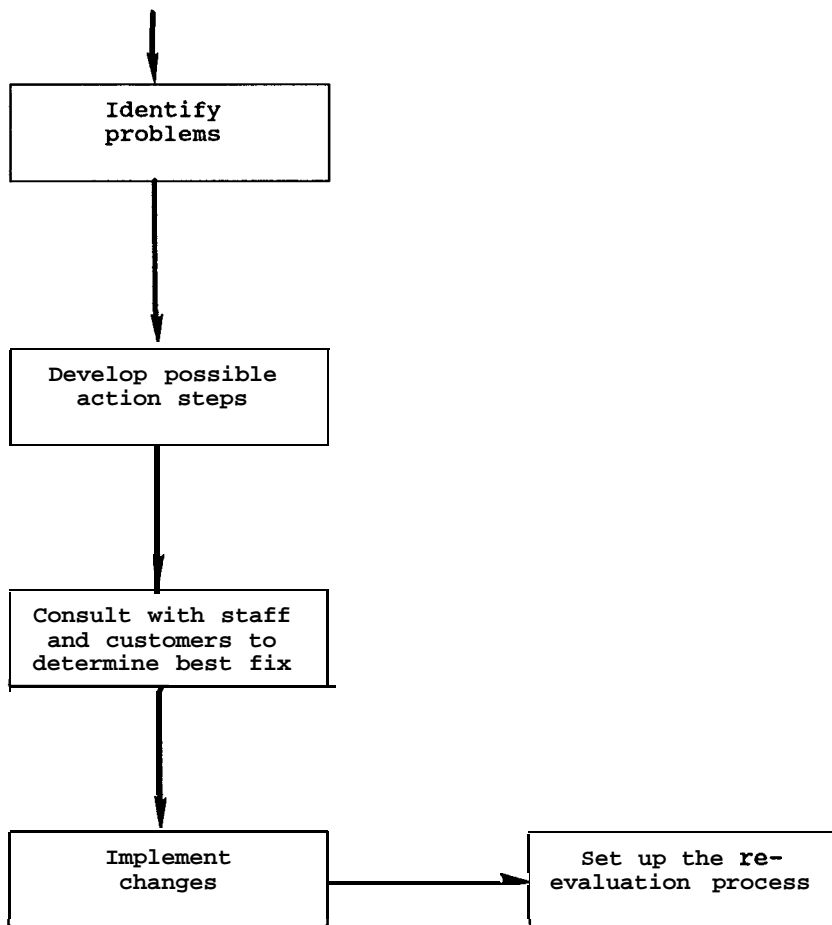 Identify
problems
Develop possible
action steps
Consult with staff
and customers to
determine best fix
Implement
changes
Set up the re-
evaluation process